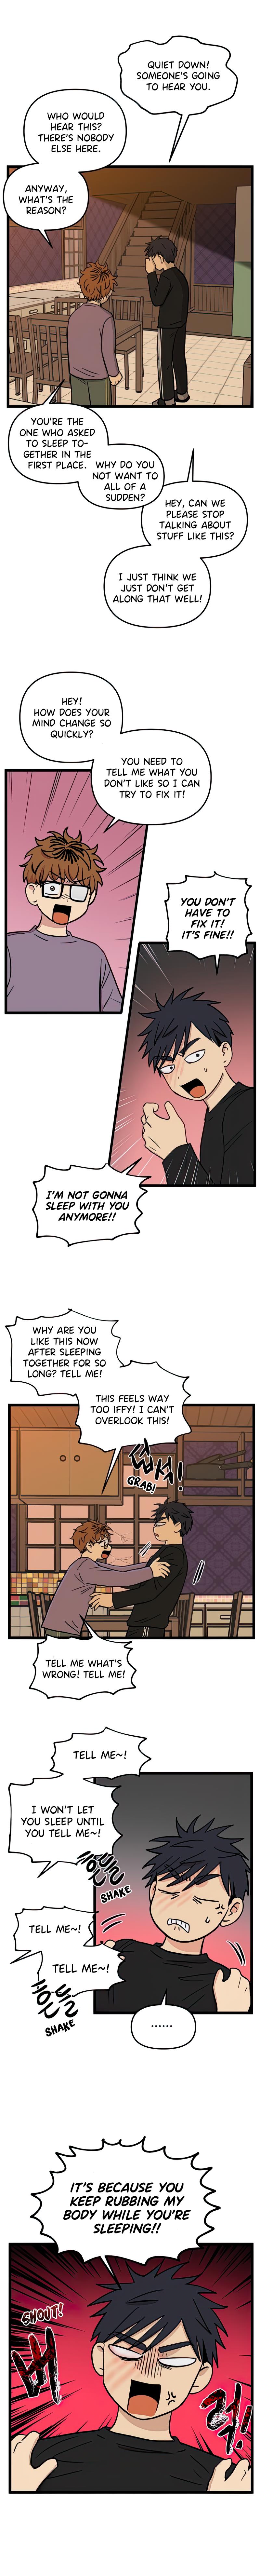 QUIET DOWN!
SOMEONE'S GOING
TO HEAR YOU.
WHO WOULD
HEAR THIS?
THERE'S NOBODY
ELSE HERE.
ANYWAY,
WHAT'S THE
REASON?
YOU'RE THE
ONE WHO ASKED
TO SLEEP TO-
GETHER IN THE
FIRST PLACE.
WHY DO YOU
NOT WANT TO
ALL OF A
SUDDEN?
HEY, CAN WE
PLEASE STOP
TALKING ABOUT
STUFF LIKE THIS?
I JUST THINK WE
JUST DON'T GET
ALONG THAT WELL!
HEY!
HOW DOES YOUR
MIND CHANGE SO
QUICKLY?
YOU NEED TO
TELL ME WHAT YOU
DON'T LIKE SO I CAN
TRY TO FIX IT!
YOU DON'T
HAVE TO
FIX IT!
IT'S FINE!!
I'M NOT GONNA
SLEEP WITH YOU
ANYMORE!!
WHY ARE YOU
LIKE THIS NOW
AFTER SLEEPING
TOGETHER FOR SO
LONG? TELL ME!
THIS FEELS WAY
TOO IFFY! I CAN'T
OVERLOOK THIS!
GRAB!
TELL ME WHAT'S
WRONG! TELL ME!
TELL ME~!
I WON'T LET
YOU SLEEP UNTIL
YOU TELL ME~!
흔들
SHAKE
TELL ME~!
TELL ME~!
흔들
SHAKE
......
IT'S BECAUSE YOU
KEEP RUBBING MY
BODY WHILE YOU'RE
SLEEPING!!
SHOUT!
버
럭!